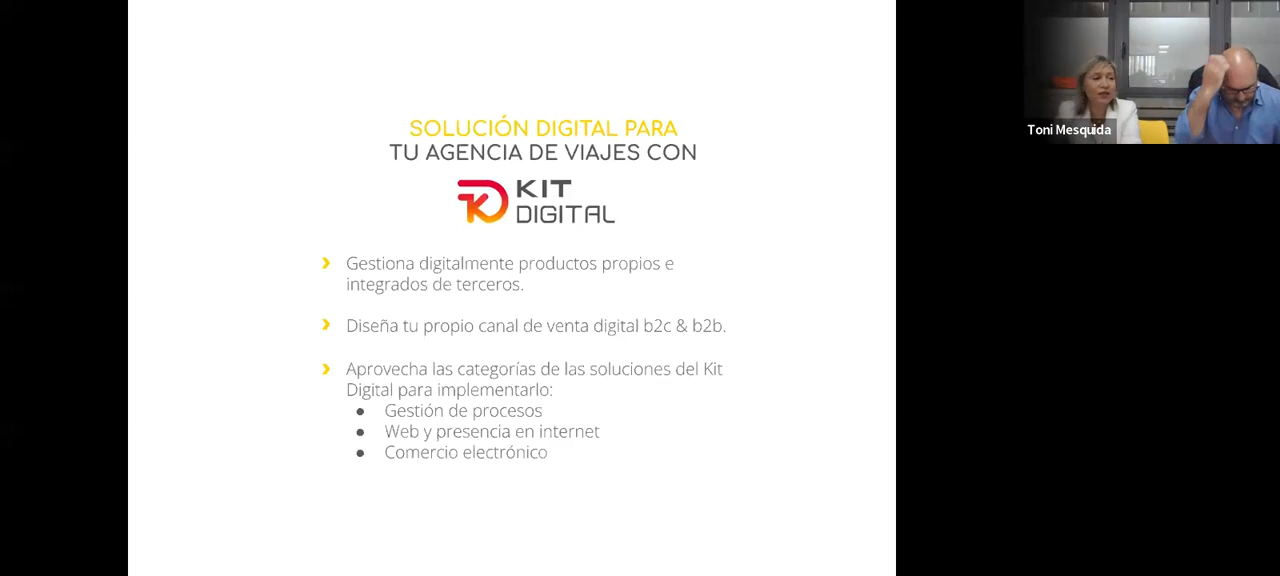 SOLUCIÓN DIGITAL PARA
TU AGENCIA DE VIAJES CON
KIT
DIGITAL
Gestiona digitalmente productos propios e
integrados de terceros.
Diseña tu propio canal de venta digital b2c & b2b.
Aprovecha las categorías de las soluciones del Kit
Digital para implementarlo:
Gestión de procesos
Web y presencia en internet
Comercio electrónico
Toni Mesquida